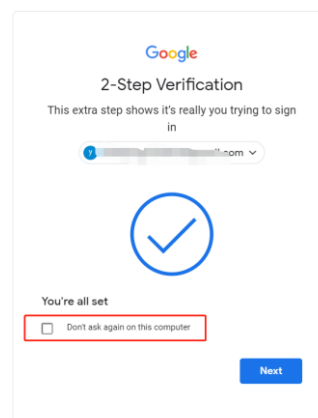 Google
2-Step Verification
This extra step shows it's really you trying to sign
in
y
You're all set
Don't ask again on this computer
Next